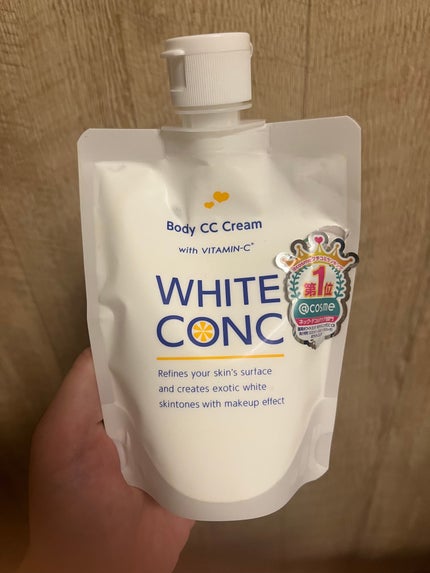 Body CC Cream
with VITAMIN-C*
WHITE
CONC
Refines your skin's surface
and creates exotic white
skintones with makeup effect
第1位
@cosme